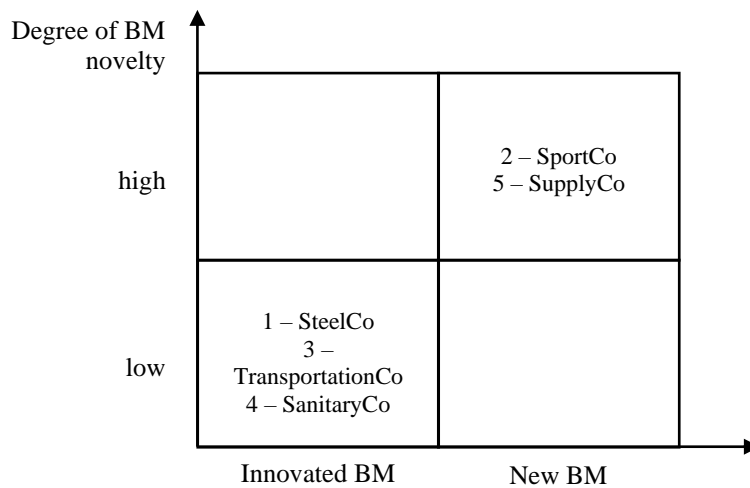 Degree of BM
novelty
high
2 – SportCo
5 – SupplyCo
low
1 – SteelCo
3 –
TransportationCo
4 – SanitaryCo
Innovated BM
New BM